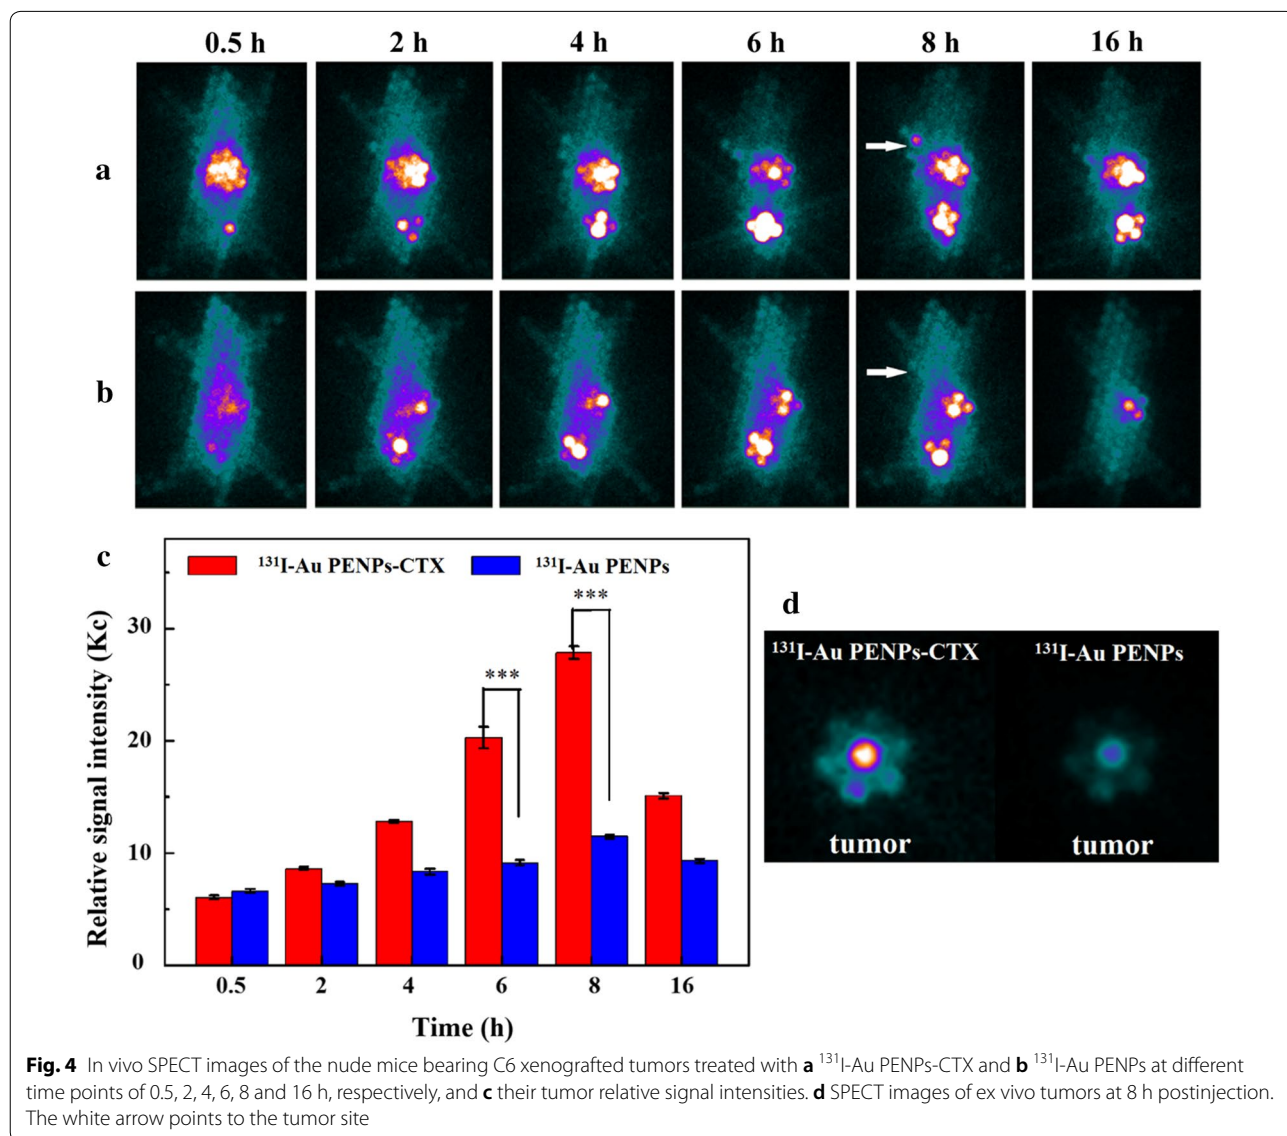 0.5 h 2 h 4 h 6 h 8 h 16 h
a
b
c
¹³¹I-Au PENPs-CTX ¹³¹I-Au PENPs
***
***
30
20
10
0
Relative signal intensity (Kc)
0.5 2 4 6 8 16
Time (h)
d
¹³¹I-Au PENPs-CTX ¹³¹I-Au PENPs
tumor tumor
Fig. 4 In vivo SPECT images of the nude mice bearing C6 xenografted tumors treated with a ¹³¹I-Au PENPs-CTX and b ¹³¹I-Au PENPs at different
time points of 0.5, 2, 4, 6, 8 and 16 h, respectively, and c their tumor relative signal intensities. d SPECT images of ex vivo tumors at 8 h postinjection.
The white arrow points to the tumor site